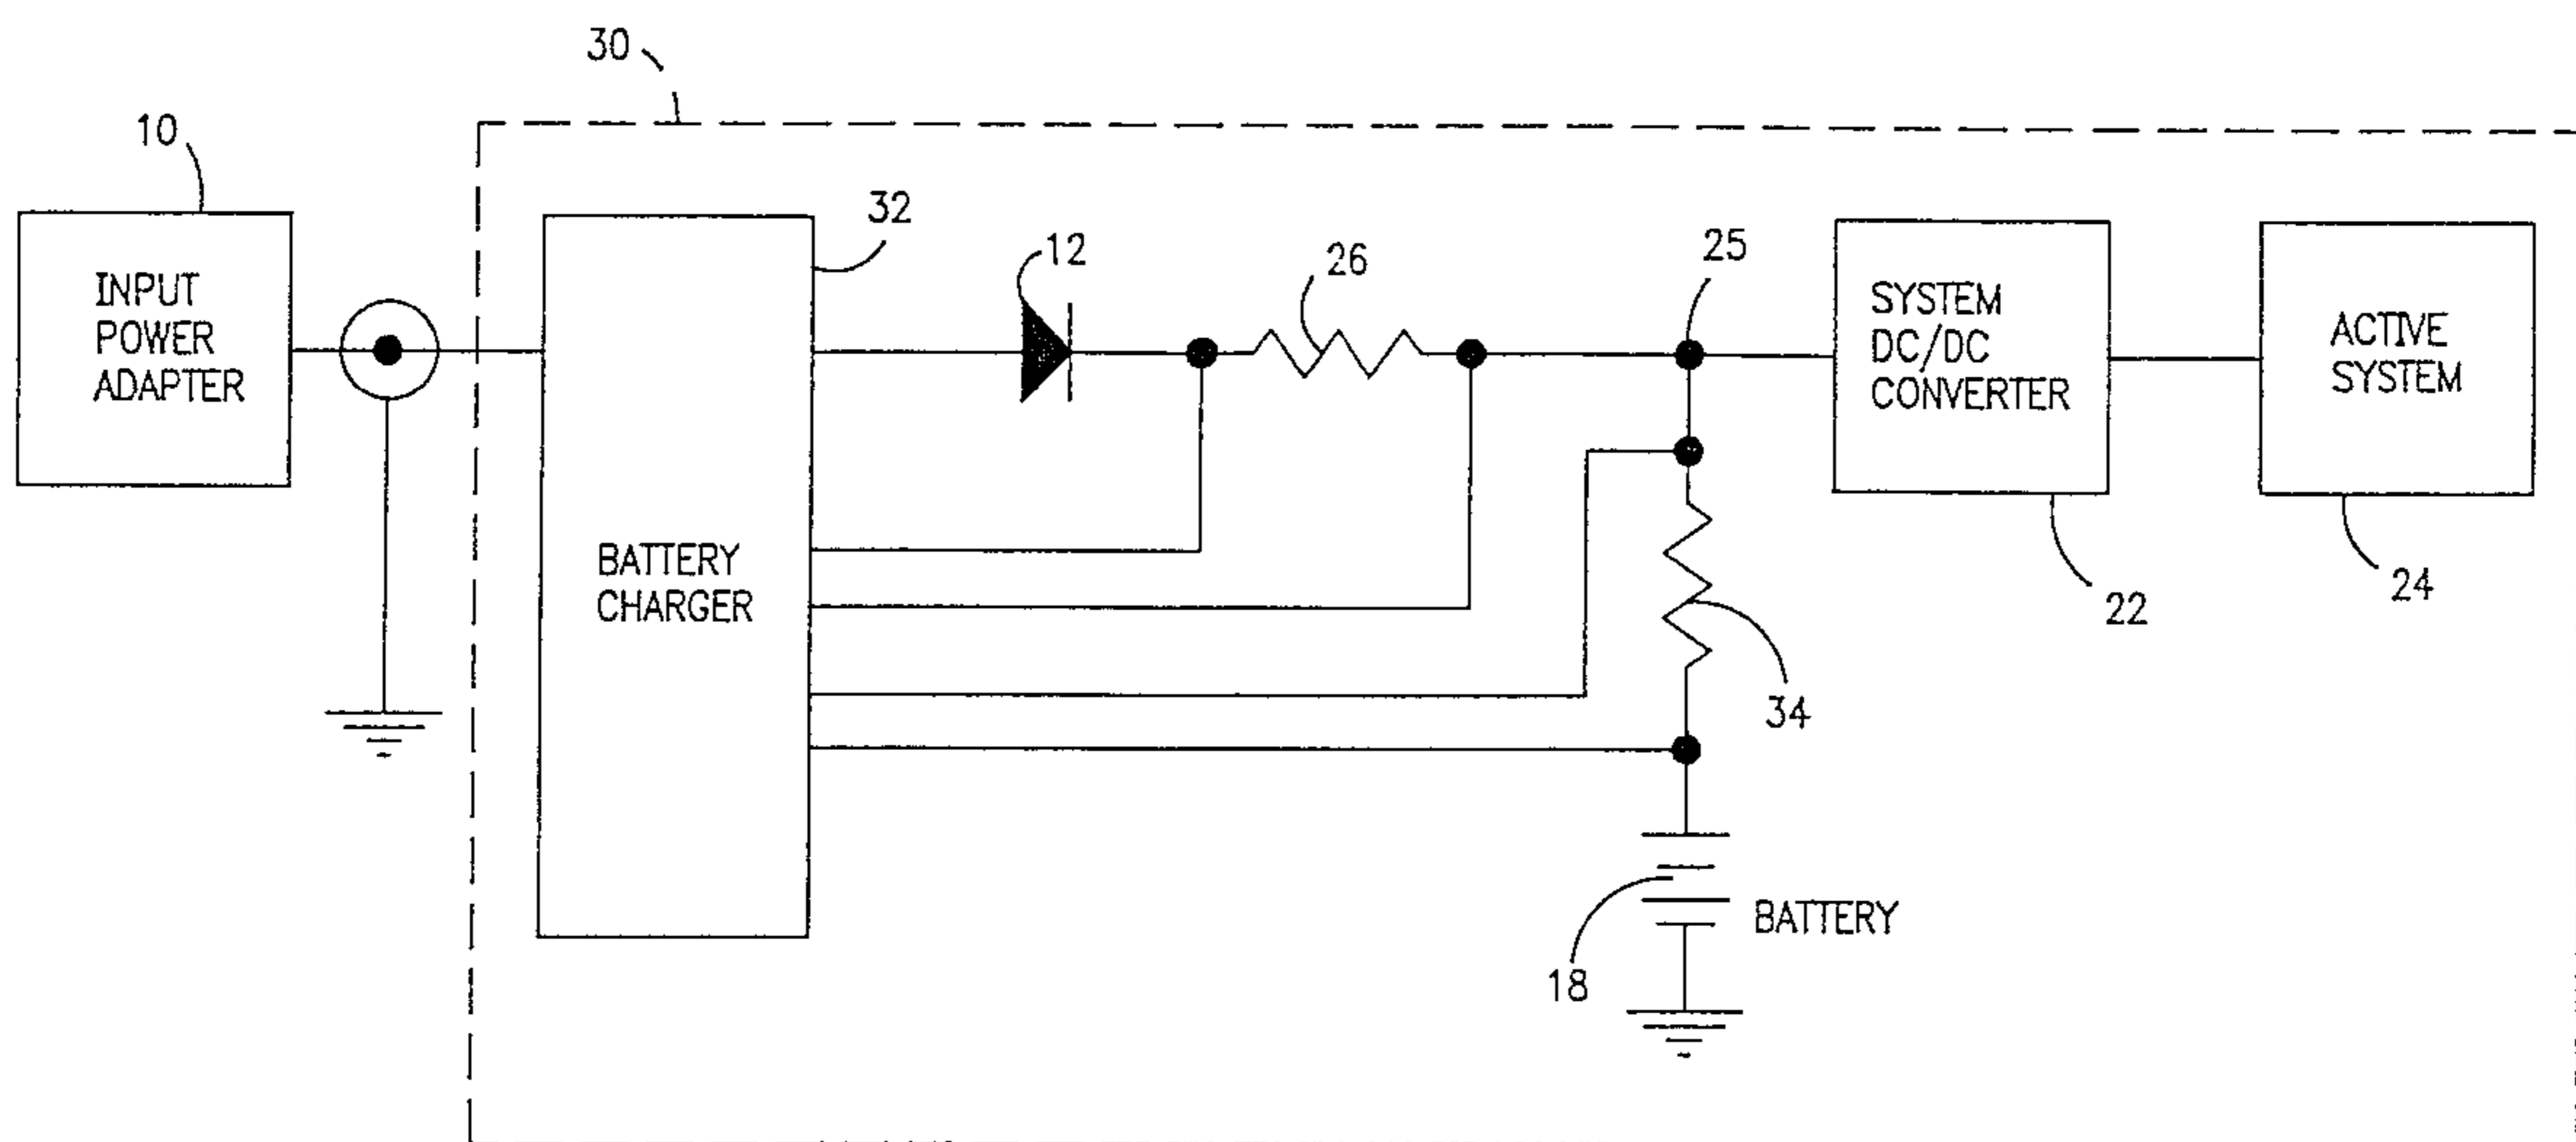 30
10
32
12
26
25
INPUT
POWER
ADAPTER
SYSTEM
DC/DC
CONVERTER
ACTIVE
SYSTEM
BATTERY
CHARGER
22
24
34
BATTERY
18